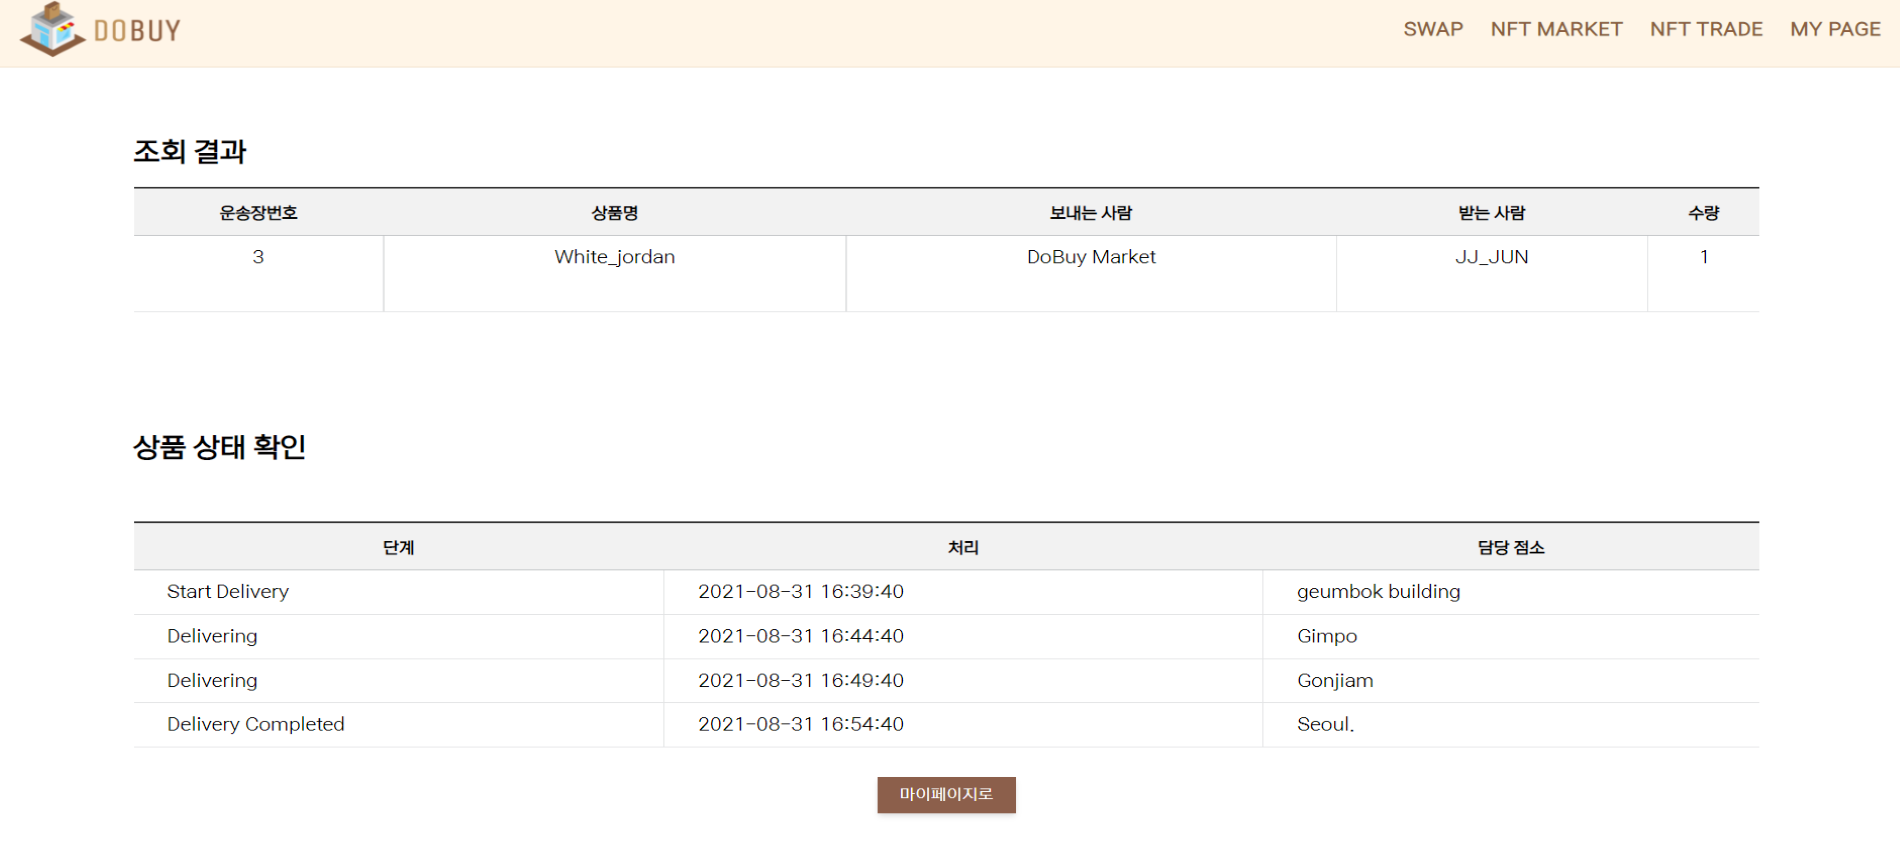 DOBUY
SWAP NFT MARKET NFT TRADE MY PAGE
조회 결과
운송장번호 상품명 보내는 사람 받는 사람 수량
3 White_jordan DoBuy Market JJ_JUN 1
상품 상태 확인
단계 처리 담당 점소
Start Delivery 2021-08-31 16:39:40 geumbok building
Delivering 2021-08-31 16:44:40 Gimpo
Delivering 2021-08-31 16:49:40 Gonjiam
Delivery Completed 2021-08-31 16:54:40 Seoul.
마이페이지로